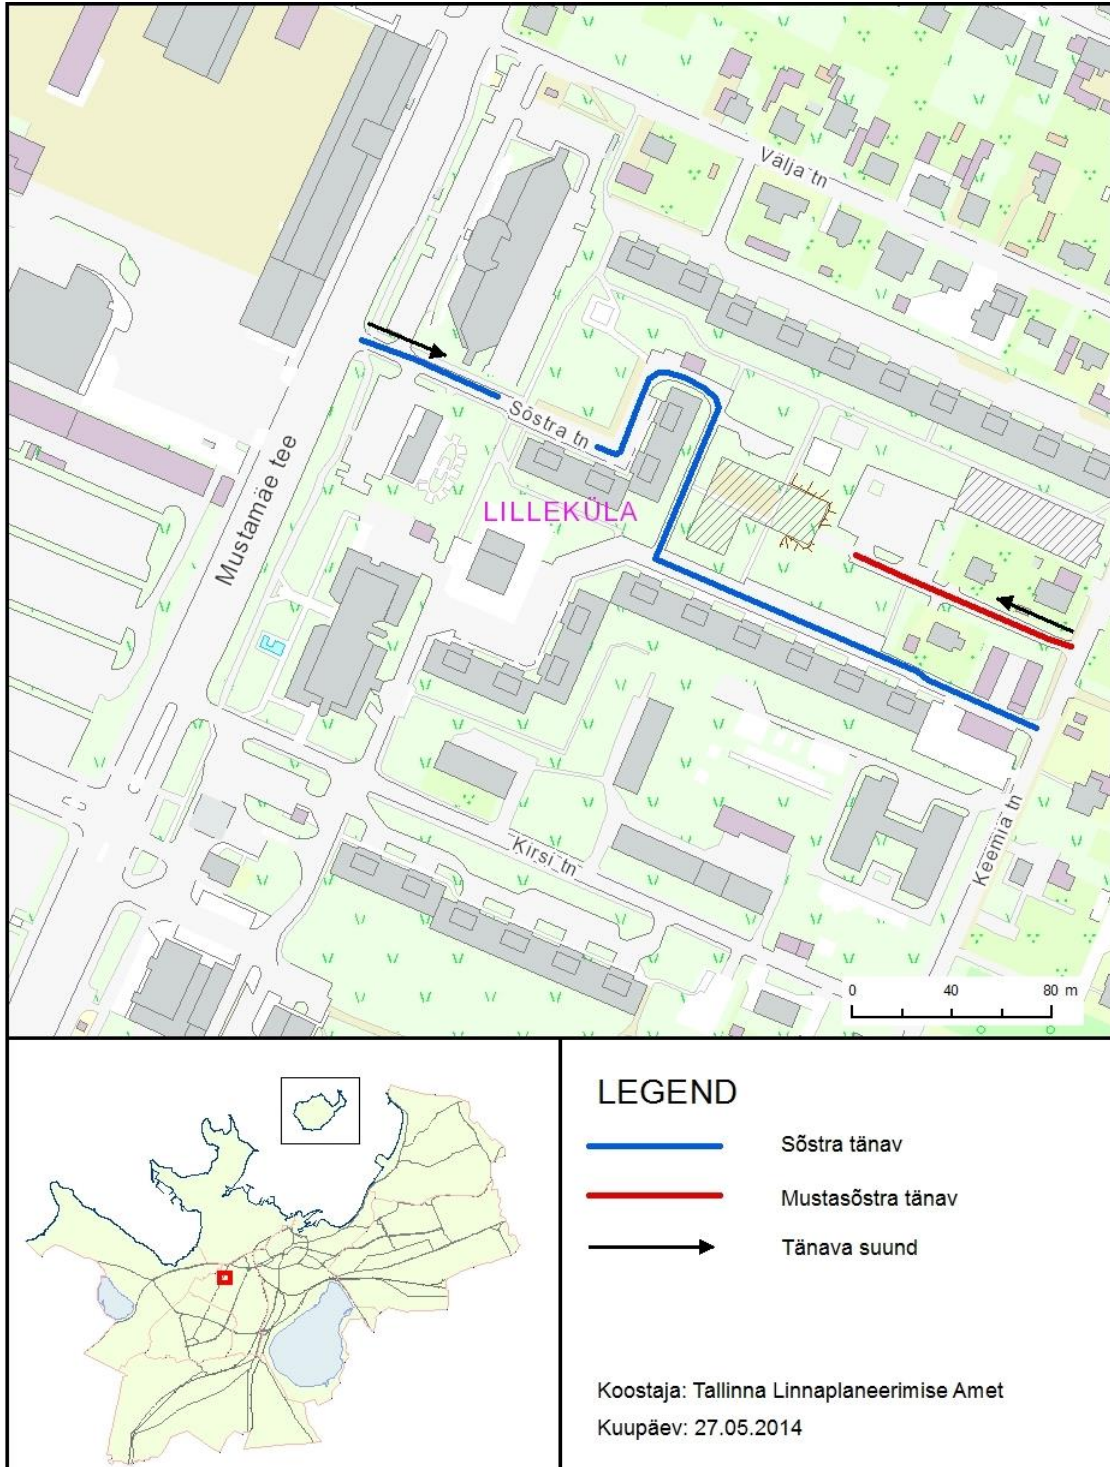 Välja tn
Sõstra tn
Mustamäe tee
LILLEKÜLA
Kirsi tn
Keemia tn
0 40 80 m
LEGEND
Sõstra tänav
Mustasõstra tänav
Tänava suund
Koostaja: Tallinna Linnaplaneerimise Amet
Kuupäev: 27.05.2014